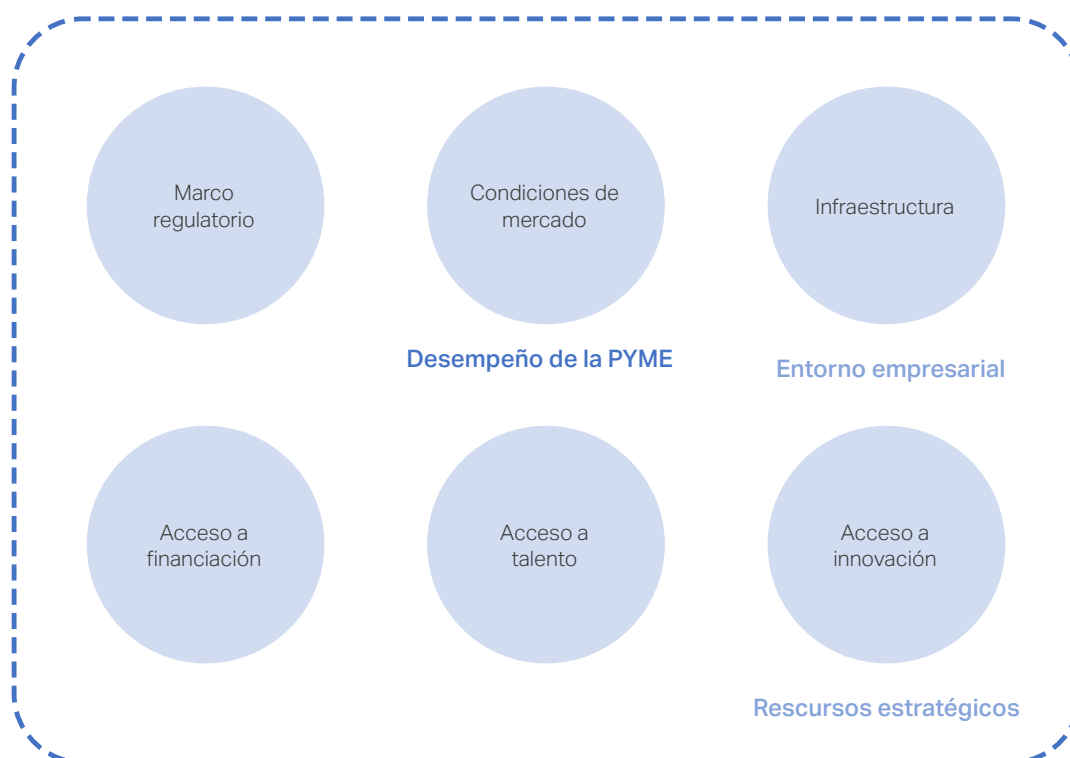 Marco
regulatorio
Condiciones de
mercado
Infraestructura
Desempeño de la PYME
Entorno empresarial
Acceso a
financiación
Acceso a
talento
Acceso a
innovación
Rescursos estratégicos